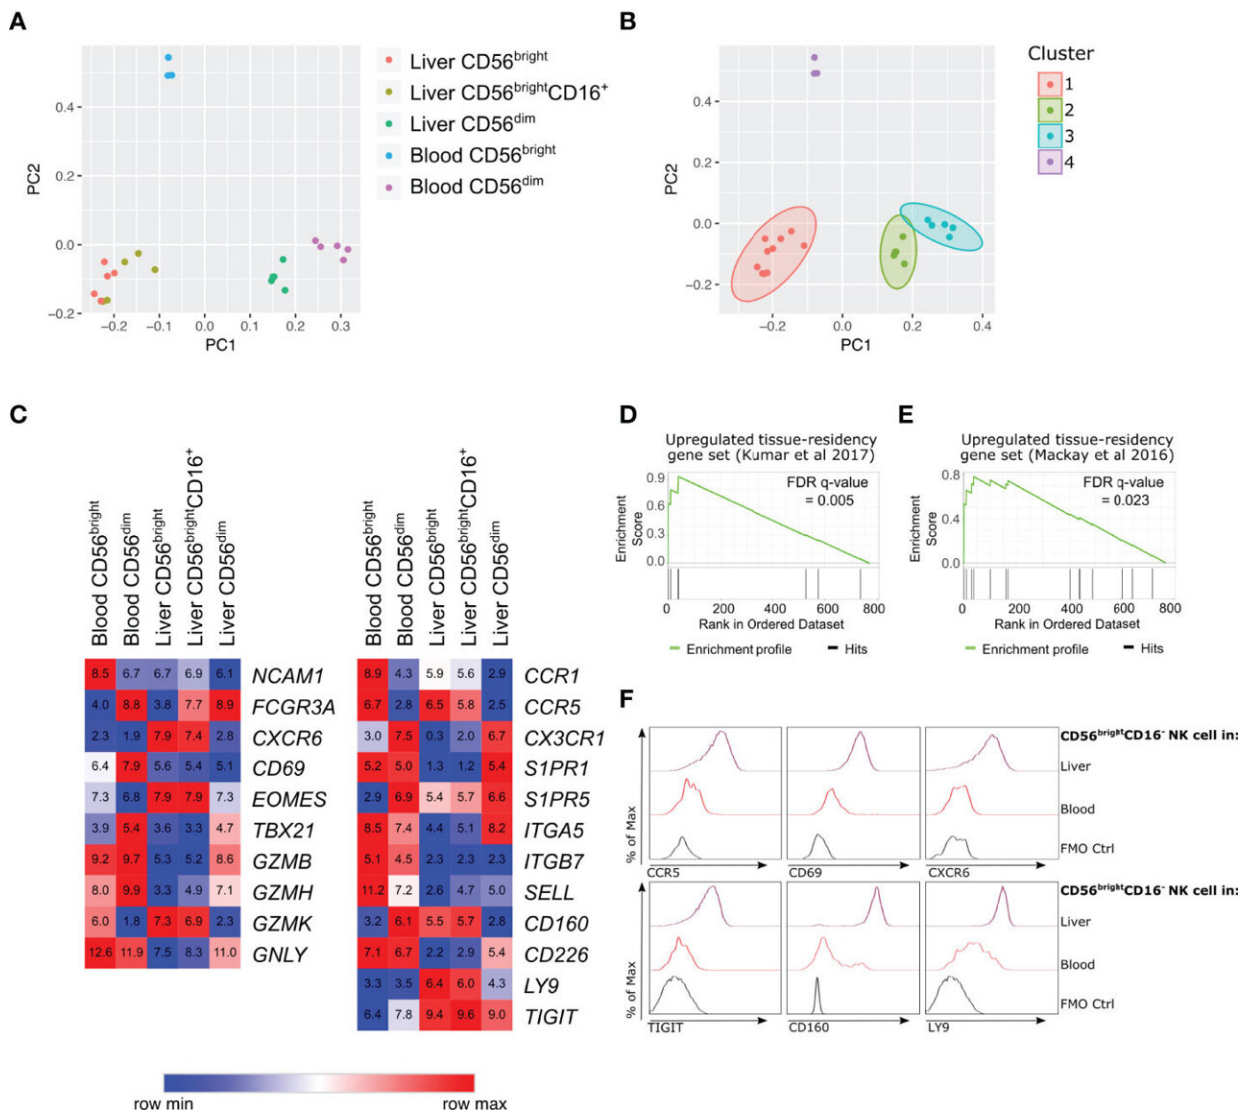 A
B
Liver CD56bright
Liver CD56brightCD16+
Liver CD56dim
Blood CD56bright
Blood CD56dim
PC2
0.4
0.2
0.0
−0.2
−0.2 −0.1 0.0 0.1 0.2 0.3
PC1
Cluster
1
2
3
4
PC2
0.4
0.2
0.0
−0.2
−0.2 0.0 0.2 0.4
PC1
C
Blood CD56bright
Blood CD56dim
Liver CD56bright
Liver CD56brightCD16+
Liver CD56dim
8.5 6.7 6.7 6.9 6.1 NCAM1
4.0 8.8 3.8 7.7 8.9 FCGR3A
2.3 1.9 7.9 7.4 2.8 CXCR6
6.4 7.9 5.6 5.4 5.1 CD69
7.3 6.8 7.9 7.9 7.3 EOMES
3.9 5.4 3.6 3.3 4.7 TBX21
9.2 9.7 5.3 5.2 8.6 GZMB
8.0 9.9 3.3 4.9 7.1 GZMH
6.0 1.8 7.3 6.9 2.3 GZMK
12.6 11.9 7.5 8.3 11.0 GNLY
Blood CD56bright
Blood CD56dim
Liver CD56bright
Liver CD56brightCD16+
Liver CD56dim
8.9 4.3 5.9 5.6 2.9 CCR1
6.7 2.8 6.5 5.8 2.5 CCR5
3.0 7.5 0.3 2.0 6.7 CX3CR1
5.2 5.0 1.3 1.2 5.4 S1PR1
2.9 6.9 5.4 5.7 6.6 S1PR5
8.5 7.4 4.4 5.1 8.2 ITGA5
5.1 4.5 2.3 2.3 2.3 ITGB7
11.2 7.2 2.6 4.7 5.0 SELL
3.2 6.1 5.5 5.7 2.8 CD160
7.1 6.7 2.2 2.9 5.4 CD226
3.3 3.5 6.4 6.0 4.3 LY9
6.4 7.8 9.4 9.6 9.0 TIGIT
row min row max
D
Upregulated tissue-residency
gene set (Kumar et al 2017)
FDR q-value
= 0.005
Enrichment
Score
0.9
0.6
0.3
0.0
0 200 400 600 800
Rank in Ordered Dataset
Enrichment profile Hits
E
Upregulated tissue-residency
gene set (Mackay et al 2016)
FDR q-value
= 0.023
Enrichment
Score
0.8
0.6
0.4
0.2
0.0
0 200 400 600 800
Rank in Ordered Dataset
Enrichment profile Hits
F
% of Max
CD56brightCD16- NK cell in:
Liver
Blood
FMO Ctrl
CCR5 CD69 CXCR6
% of Max
CD56brightCD16- NK cell in:
Liver
Blood
FMO Ctrl
TIGIT CD160 LY9